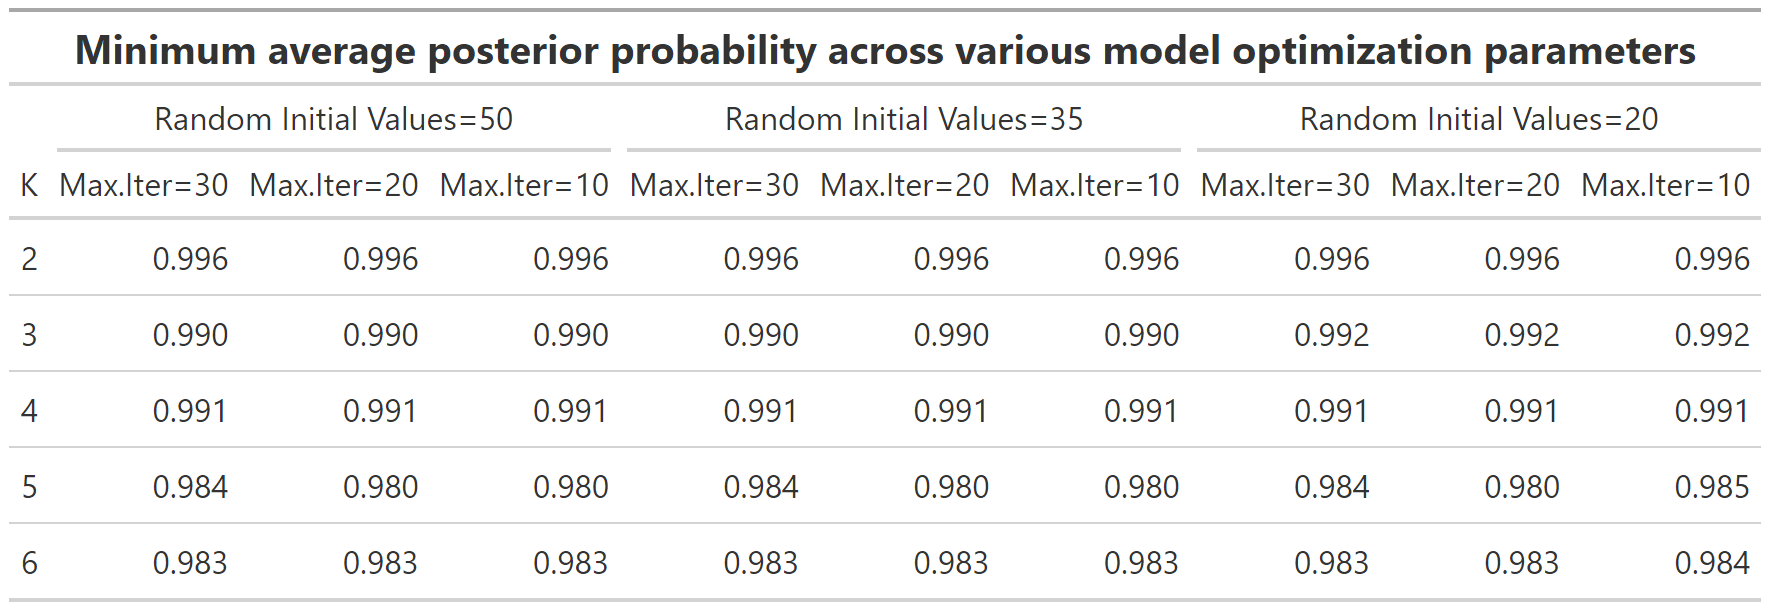 Minimum average posterior probability across various model optimization parameters
Random Initial Values=50 Random Initial Values=35 Random Initial Values=20
K Max.Iter=30 Max.Iter=20 Max.Iter=10 Max.Iter=30 Max.Iter=20 Max.Iter=10 Max.Iter=30 Max.Iter=20 Max.Iter=10
2 0.996 0.996 0.996 0.996 0.996 0.996 0.996 0.996 0.996
3 0.990 0.990 0.990 0.990 0.990 0.990 0.992 0.992 0.992
4 0.991 0.991 0.991 0.991 0.991 0.991 0.991 0.991 0.991
5 0.984 0.980 0.980 0.984 0.980 0.980 0.984 0.980 0.985
6 0.983 0.983 0.983 0.983 0.983 0.983 0.983 0.983 0.984